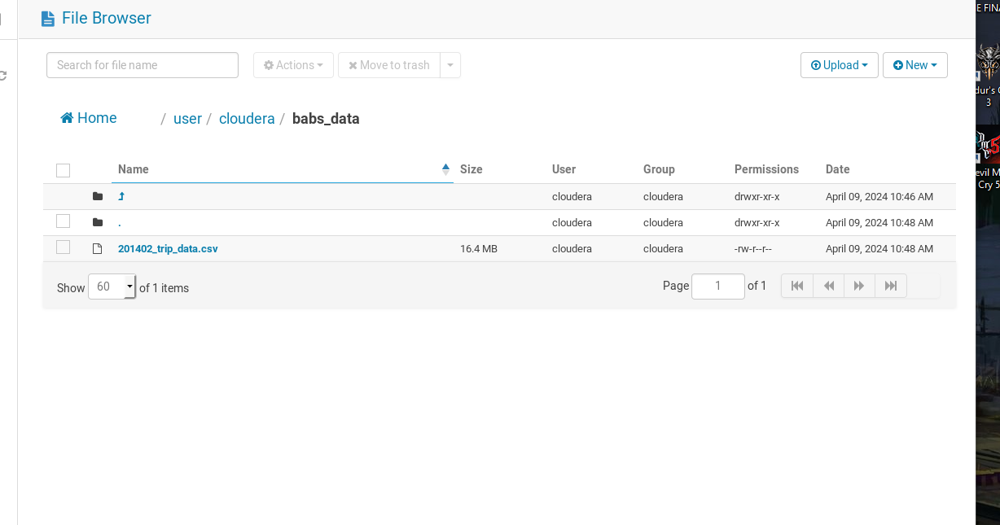 File Browser
E FIN
Search for file name
Actions
Move to trash
Upload
New
dur's
3
Home / user / cloudera / babs_data
evil M
Cry 5
Name Size User Group Permissions Date
cloudera cloudera drwxr-xr-x April 09, 2024 10:46 AM
. cloudera cloudera drwxr-xr-x April 09, 2024 10:48 AM
201402_trip_data.csv 16.4 MB cloudera cloudera -rw-r--r-- April 09, 2024 10:48 AM
Show 60 of 1 items
Page 1 of 1